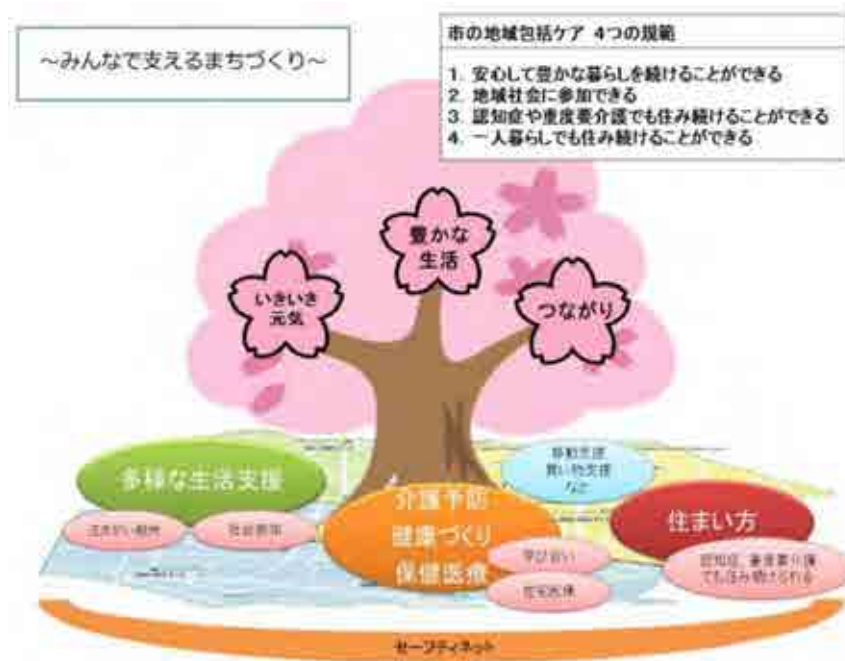 ～みんなで支えるまちづくり～
市の地域包括ケア 4つの規範
1. 安心して豊かな暮らしを続けることができる
2. 地域社会に参加できる
3. 認知症や重度要介護でも住み続けることができる
4. 一人暮らしでも住み続けることができる
豊かな
生活
いきいき
元気
つながり
多様な生活支援
移動支援
買い物支援
など
介護予防
健康づくり
保健医療
住まい方
社会参加
学び合い
在宅医療
認知症、重度要介護
でも住み続けられる
セーフティネット